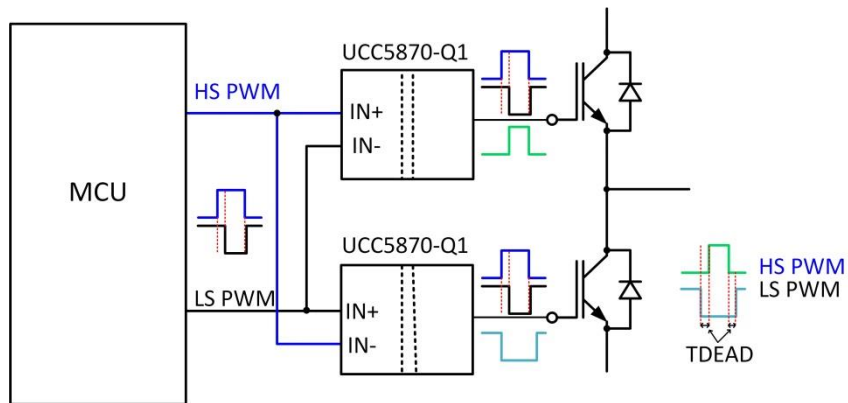 UCC5870-Q1
HS PWM
IN+
IN-
MCU
UCC5870-Q1
HS PWM
LS PWM
LS PWM
IN+
IN-
TDEAD